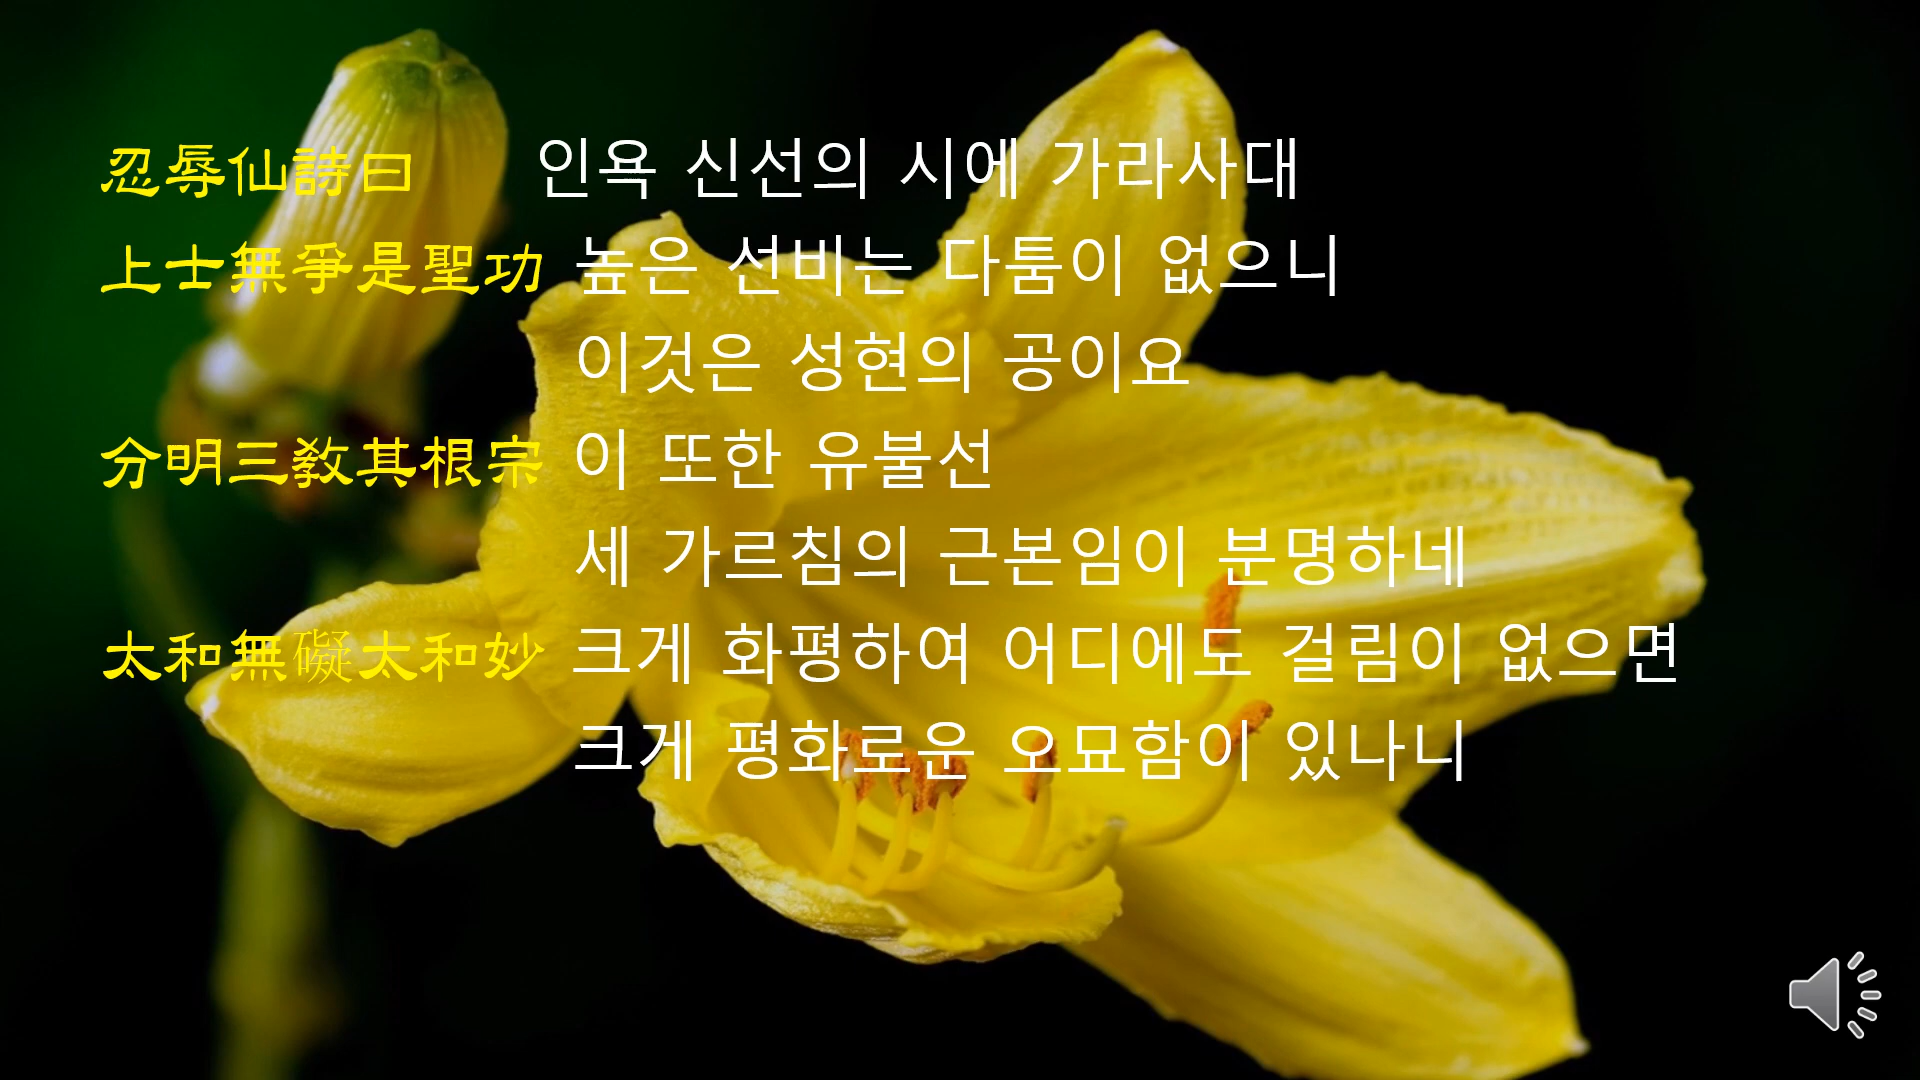 忍辱仙詩曰 인욕 신선의 시에 가라사대
上士無爭是聖功 높은 선비는 다툼이 없으니
이것은 성현의 공이요
分明三敎其根宗 이 또한 유불선
세 가르침의 근본임이 분명하네
太和無礙太和妙 크게 화평하여 어디에도 걸림이 없으면
크게 평화로운 오묘함이 있나니